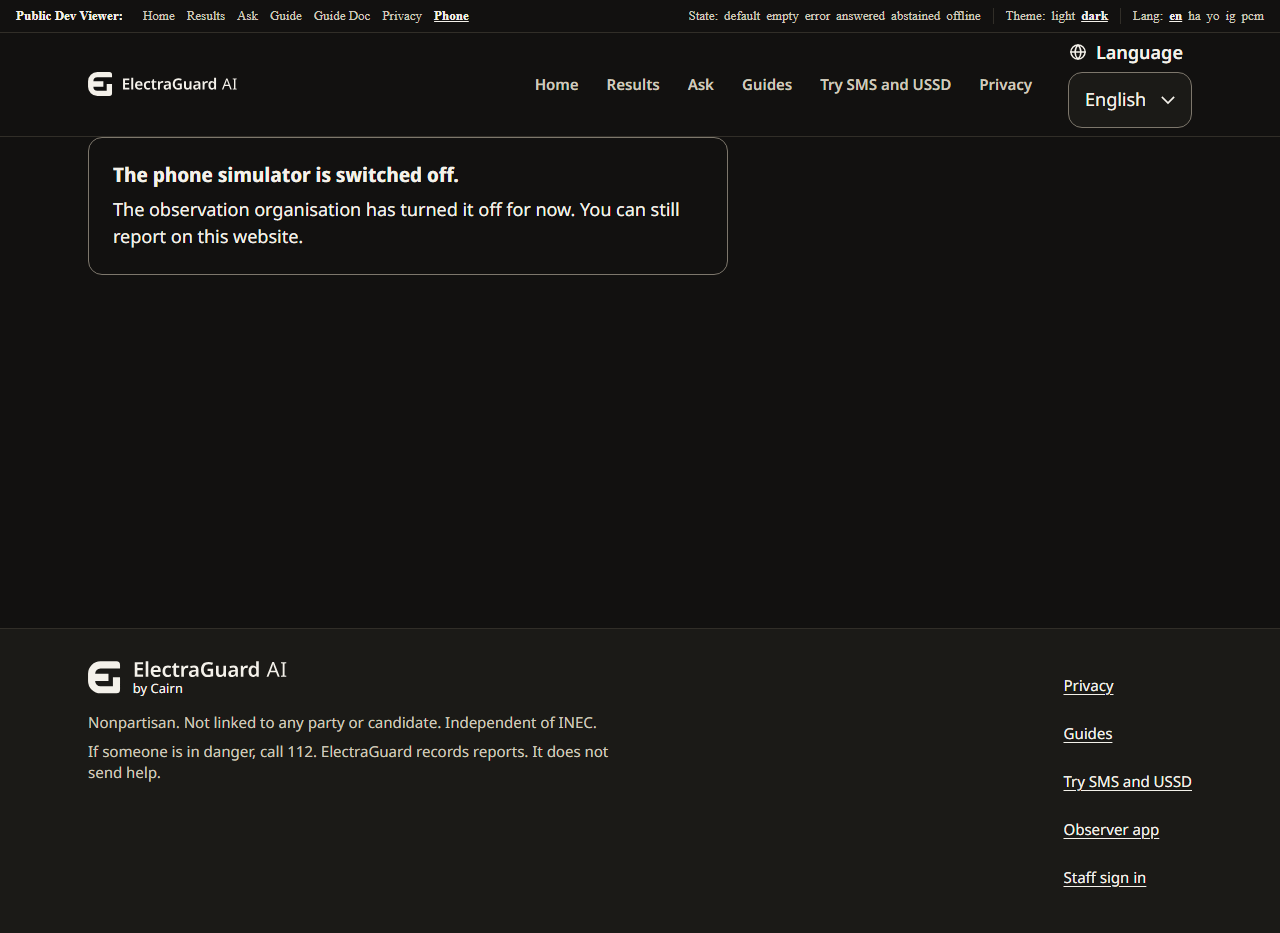 Public Dev Viewer: Home Results Ask Guide Guide Doc Privacy Phone State: default empty error answered abstained offline Theme: light dark Lang: en ha yo ig pcm
Language
ElectraGuard AI Home Results Ask Guides Try SMS and USSD Privacy
English
The phone simulator is switched off.
The observation organisation has turned it off for now. You can still
report on this website.
ElectraGuard AI
by Cairn
Nonpartisan. Not linked to any party or candidate. Independent of INEC.
If someone is in danger, call 112. ElectraGuard records reports. It does not
send help.
Privacy
Guides
Try SMS and USSD
Observer app
Staff sign in